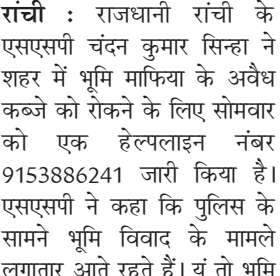 रांची : राजधानी रांची के
एसएसपी चंदन कुमार सिन्हा ने
शहर में भूमि माफिया के अवैध
कब्जे को रोकने के लिए सोमवार
को एक हेल्पलाइन नंबर
9153886241 जारी किया है।
एसएसपी ने कहा कि पुलिस के
सामने भूमि विवाद के मामले
लगातार आते रहते हैं। यूं तो भूमि